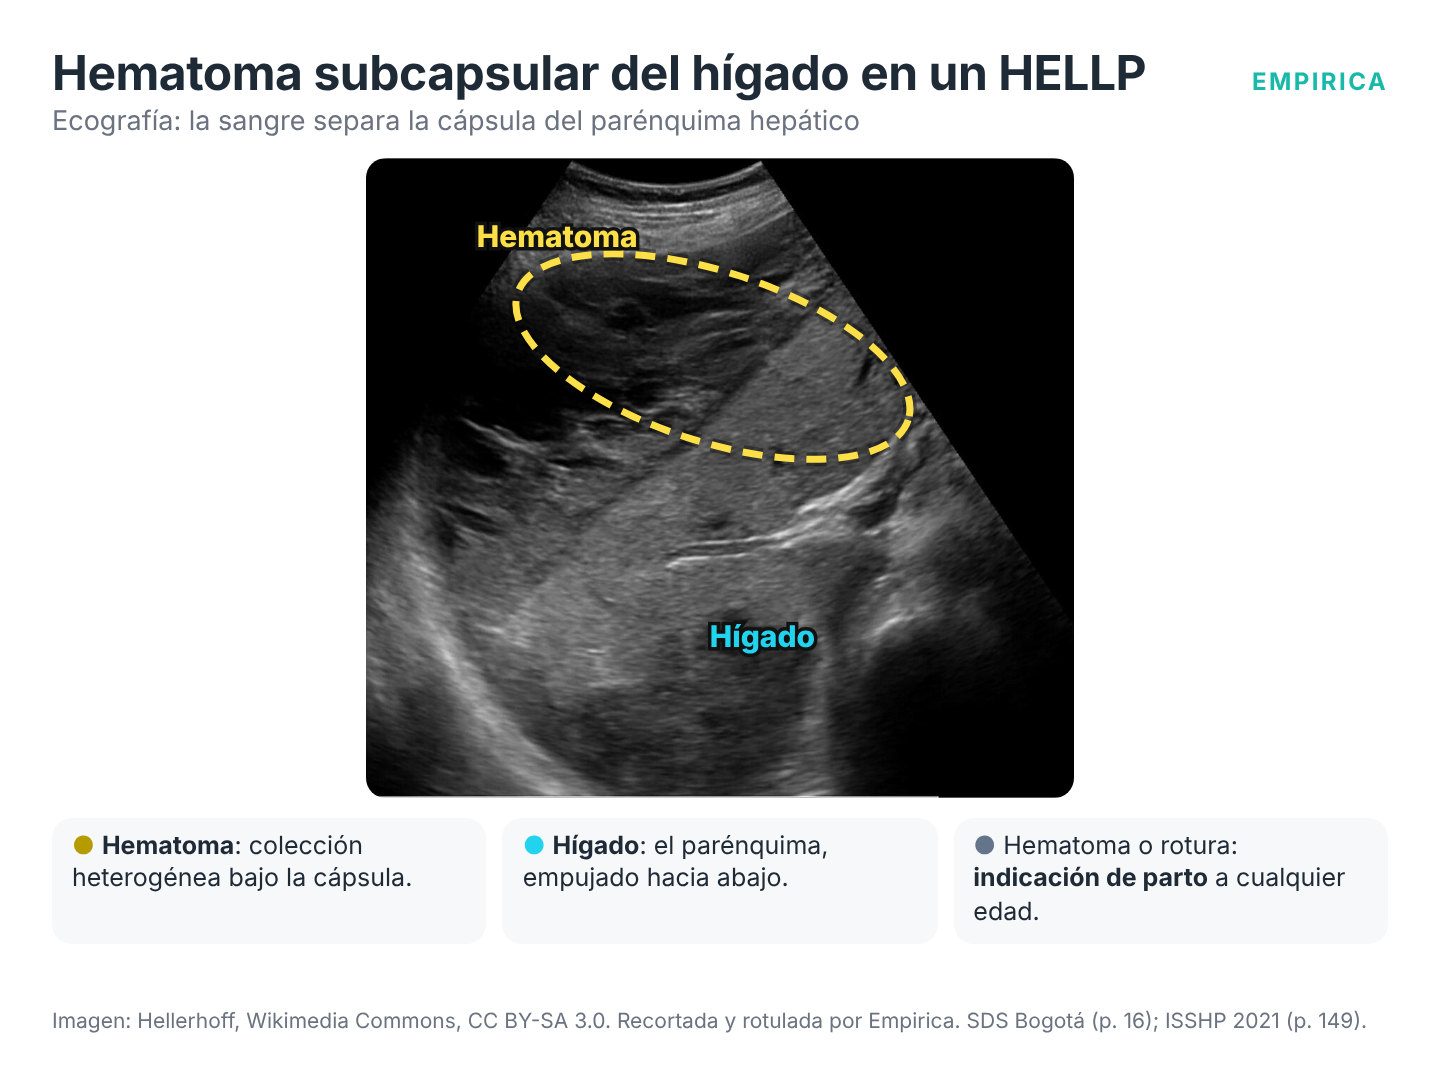 Hematoma subcapsular del hígado en un HELLP
EMPIRICA
Ecografía: la sangre separa la cápsula del parénquima hepático
Hematoma
Hígado
Hematoma: colección
heterogénea bajo la cápsula.
Hígado: el parénquima,
empujado hacia abajo.
Hematoma o rotura:
indicación de parto a cualquier
edad.
Imagen: Hellerhoff, Wikimedia Commons, CC BY-SA 3.0. Recortada y rotulada por Empirica. SDS Bogotá (p. 16); ISSHP 2021 (p. 149).